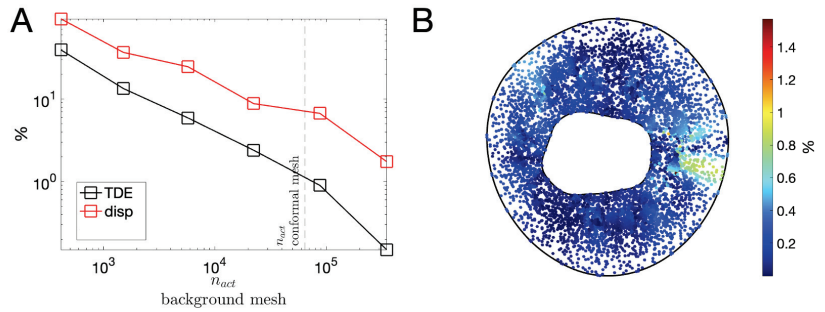 A
%
10^1
10^0
TDE
disp
n_act
conformal mesh
10^3
10^4
10^5
n_act
background mesh
B
1.4
1.2
1
0.8
0.6
0.4
0.2
%